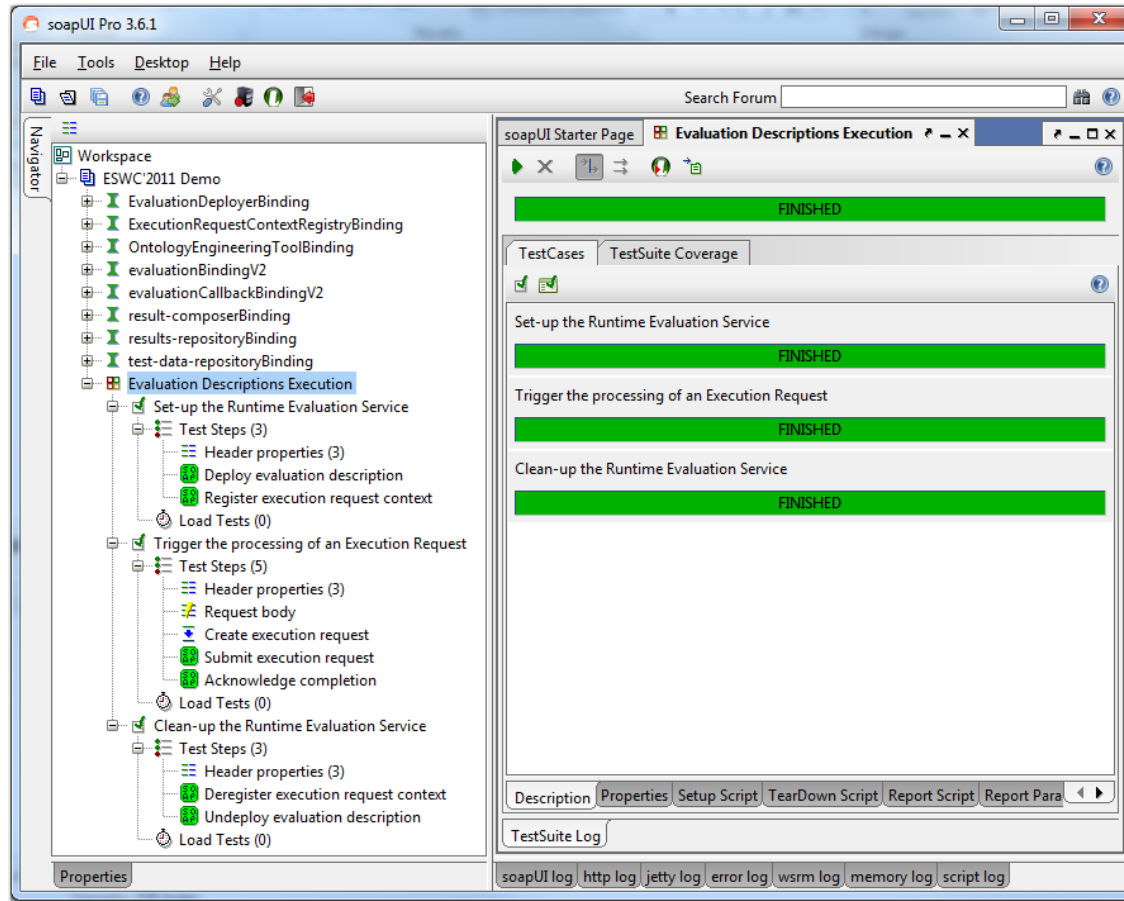 soapUI Pro 3.6.1
File Tools Desktop Help
Search Forum
Navigator
Workspace
ESWC'2011 Demo
EvaluationDeployerBinding
ExecutionRequestContextRegistryBinding
OntologyEngineeringToolBinding
evaluationBindingV2
evaluationCallbackBindingV2
result-composerBinding
results-repositoryBinding
test-data-repositoryBinding
Evaluation Descriptions Execution
Set-up the Runtime Evaluation Service
Test Steps (3)
Header properties (3)
Deploy evaluation description
Register execution request context
Load Tests (0)
Trigger the processing of an Execution Request
Test Steps (5)
Header properties (3)
Request body
Create execution request
Submit execution request
Acknowledge completion
Load Tests (0)
Clean-up the Runtime Evaluation Service
Test Steps (3)
Header properties (3)
Deregister execution request context
Undeploy evaluation description
Load Tests (0)
Properties
soapUI Starter Page Evaluation Descriptions Execution
FINISHED
TestCases TestSuite Coverage
Set-up the Runtime Evaluation Service
FINISHED
Trigger the processing of an Execution Request
FINISHED
Clean-up the Runtime Evaluation Service
FINISHED
Description Properties Setup Script TearDown Script Report Script Report Para
TestSuite Log
soapUI log http log jetty log error log wsrm log memory log script log